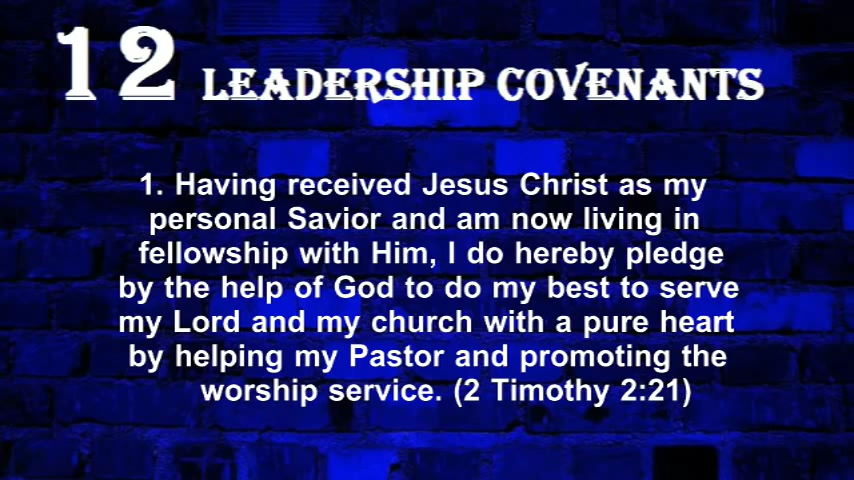 12 LEADERSHIP COVENANTS
1. Having received Jesus Christ as my
personal Savior and am now living in
fellowship with Him, I do hereby pledge
by the help of God to do my best to serve
my Lord and my church with a pure heart
by helping my Pastor and promoting the
worship service. (2 Timothy 2:21)